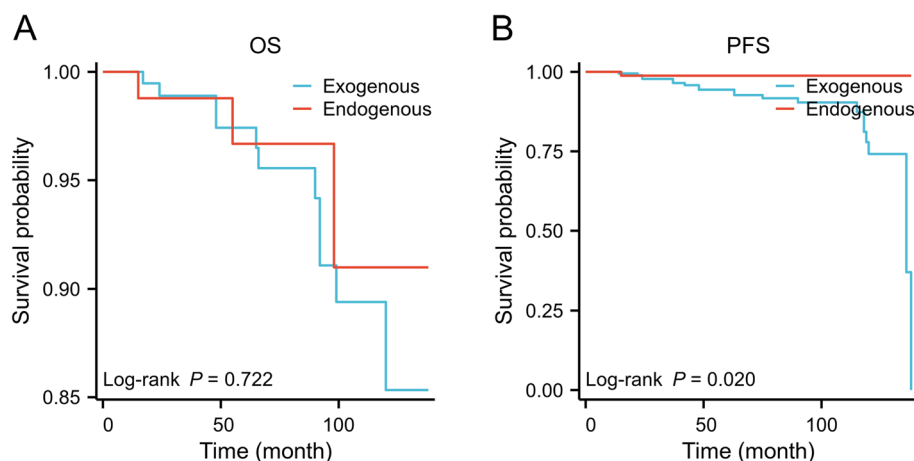 A
OS
1.00
0.95
0.90
0.85
Survival probability
Exogenous
Endogenous
Log-rank P = 0.722
0 50 100
Time (month)
B
PFS
1.00
0.75
0.50
0.25
0.00
Survival probability
Exogenous
Endogenous
Log-rank P = 0.020
0 50 100
Time (month)